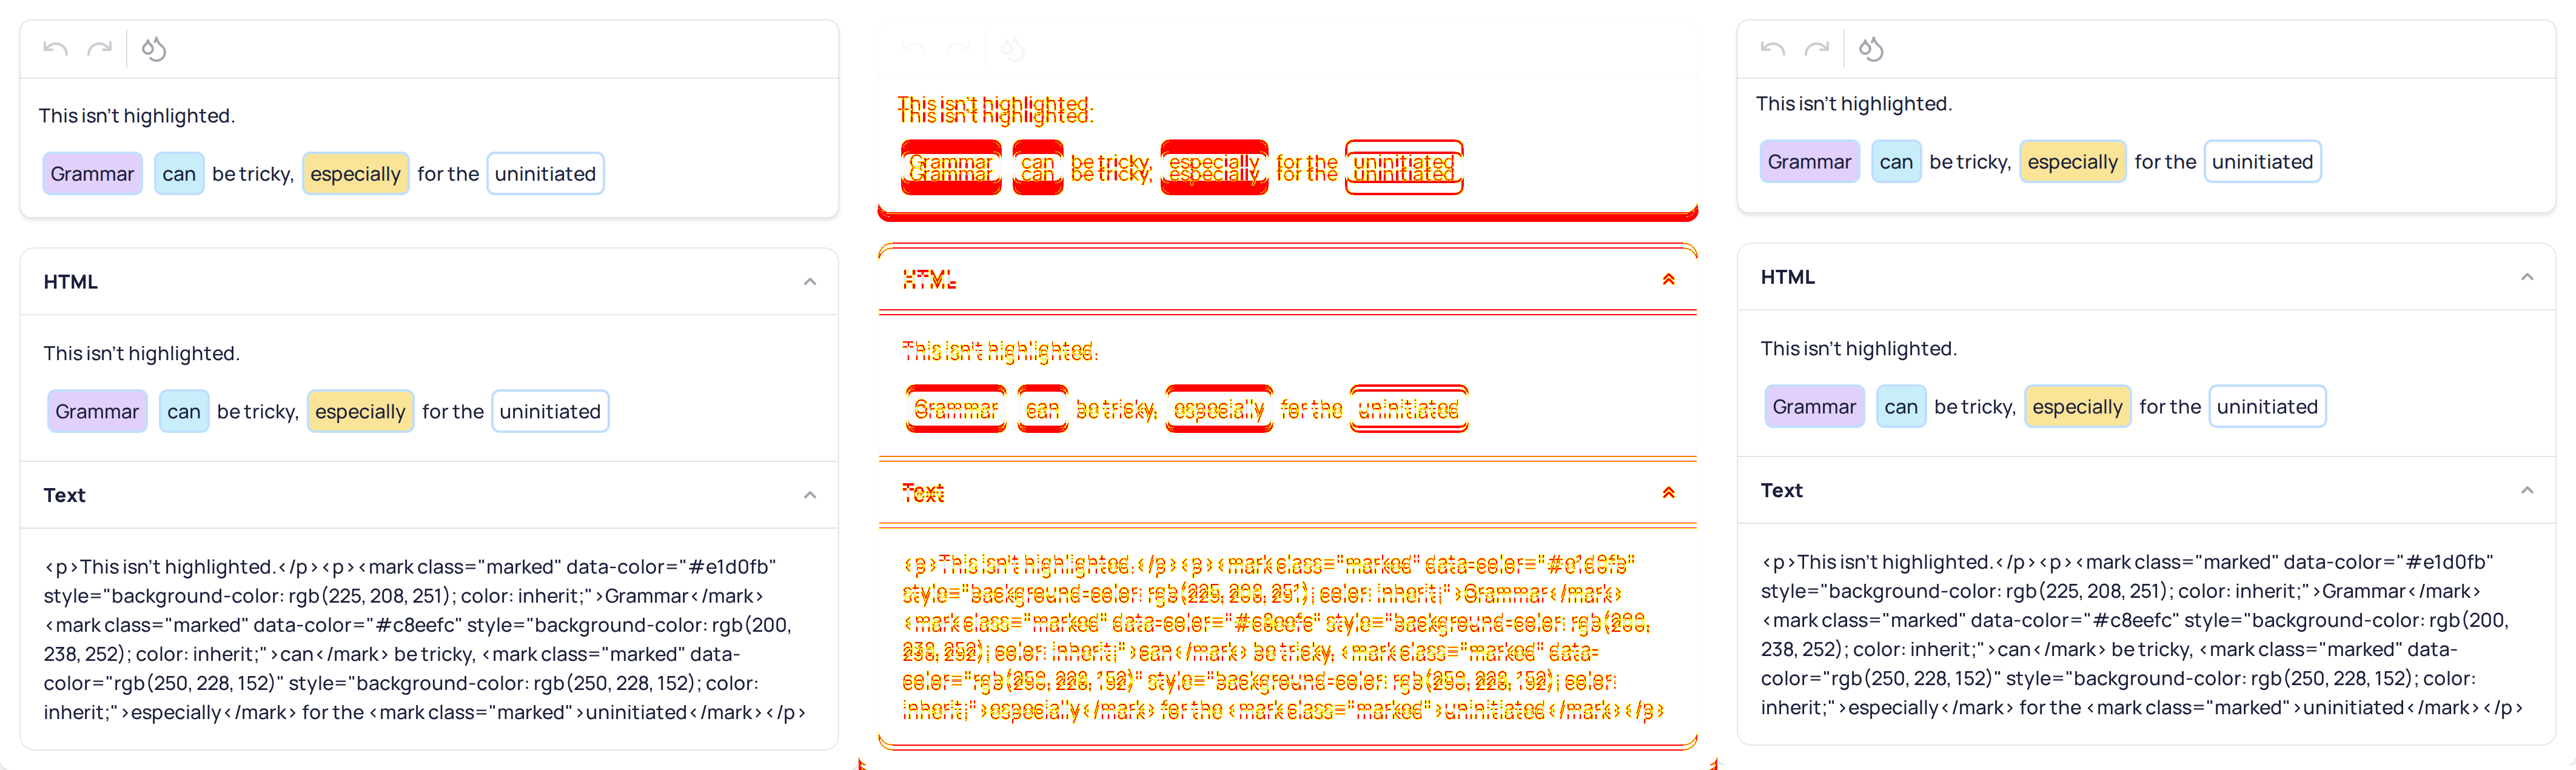 This isn't highlighted.
Grammar can be tricky, especially for the uninitiated
HTML
This isn't highlighted.
Grammar can be tricky, especially for the uninitiated
Text
<p>This isn't highlighted.</p><p><mark class="marked" data-color="#e1d0fb"
style="background-color: rgb(225, 208, 251); color: inherit;">Grammar</mark>
<mark class="marked" data-color="#c8eefc" style="background-color: rgb(200,
238, 252); color: inherit;">can</mark> be tricky, <mark class="marked" data-
color="rgb(250, 228, 152)" style="background-color: rgb(250, 228, 152); color:
inherit;">especially</mark> for the <mark class="marked">uninitiated</mark></p>
This isn't highlighted.
This isn't highlighted.
Grammar can be tricky, especially for the uninitiated
Grammar can be tricky, especially for the uninitiated
HTML
This isn't highlighted.
Grammar can be tricky, especially for the uninitiated
Text
<p>This isn't highlighted.</p><p><mark class="marked" data-color="#e1d0fb"
style="background-color: rgb(225, 208, 251); color: inherit;">Grammar</mark>
<mark class="marked" data-color="#c8eefc" style="background-color: rgb(200,
238, 252); color: inherit;">can</mark> be tricky, <mark class="marked" data-
color="rgb(250, 228, 152)" style="background-color: rgb(250, 228, 152); color:
inherit;">especially</mark> for the <mark class="marked">uninitiated</mark></p>
This isn't highlighted.
Grammar can be tricky, especially for the uninitiated
HTML
This isn't highlighted.
Grammar can be tricky, especially for the uninitiated
Text
<p>This isn't highlighted.</p><p><mark class="marked" data-color="#e1d0fb"
style="background-color: rgb(225, 208, 251); color: inherit;">Grammar</mark>
<mark class="marked" data-color="#c8eefc" style="background-color: rgb(200,
238, 252); color: inherit;">can</mark> be tricky, <mark class="marked" data-
color="rgb(250, 228, 152)" style="background-color: rgb(250, 228, 152); color:
inherit;">especially</mark> for the <mark class="marked">uninitiated</mark></p>